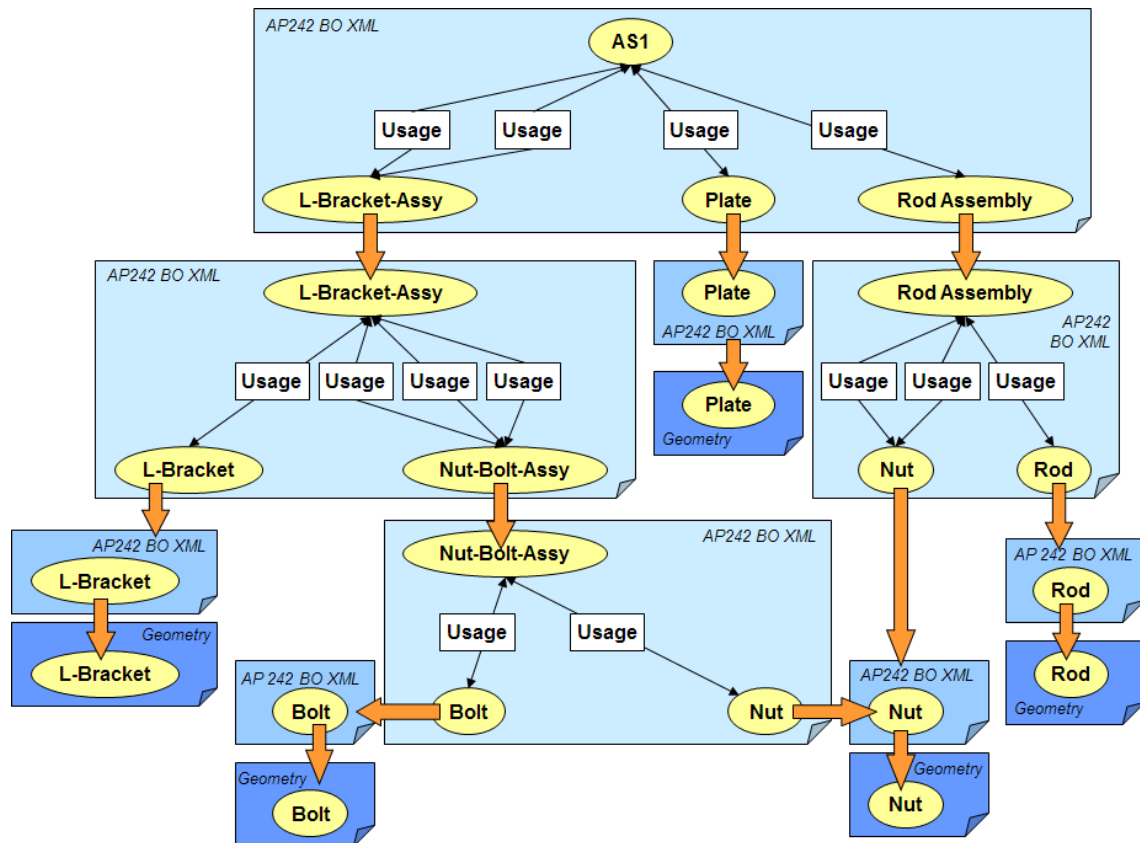 AP242 BO XML
AS1
Usage
Usage
Usage
Usage
L-Bracket-Assy
Plate
Rod Assembly
AP242 BO XML
L-Bracket-Assy
Usage
Usage
Usage
Usage
L-Bracket
Nut-Bolt-Assy
Plate
AP242 BO XML
Plate
Geometry
Rod Assembly
AP242
BO XML
Usage
Usage
Usage
Nut
Rod
AP242 BO XML
L-Bracket
Geometry
L-Bracket
AP242 BO XML
Nut-Bolt-Assy
Usage
Usage
Bolt
Nut
AP 242 BO XML
Bolt
Geometry
Bolt
AP242 BO XML
Nut
Geometry
Nut
AP 242 BO XML
Rod
Rod
Geometry